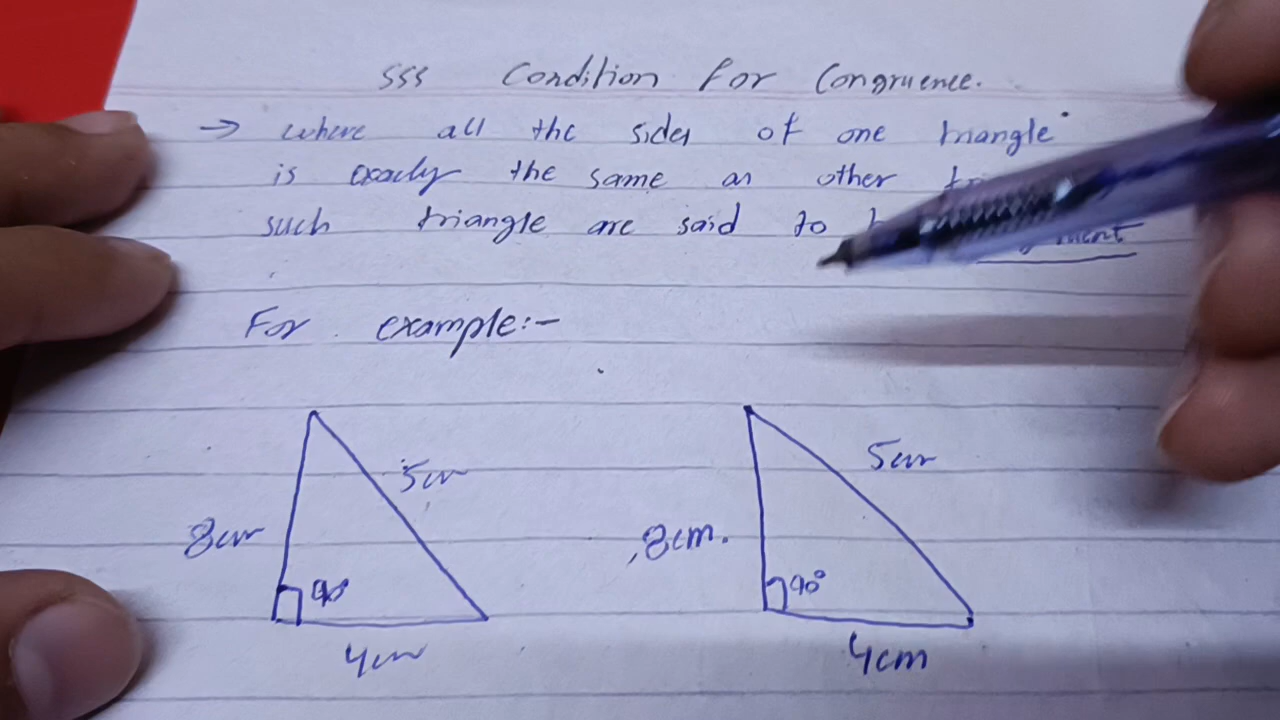 SSS Condition For Congruence.
→ where all the sides of one triangle
is exactly the same as other
such triangle are said to
For example:-
5cm
5cm
8cm
8cm.
90°
90°
4cm
4cm